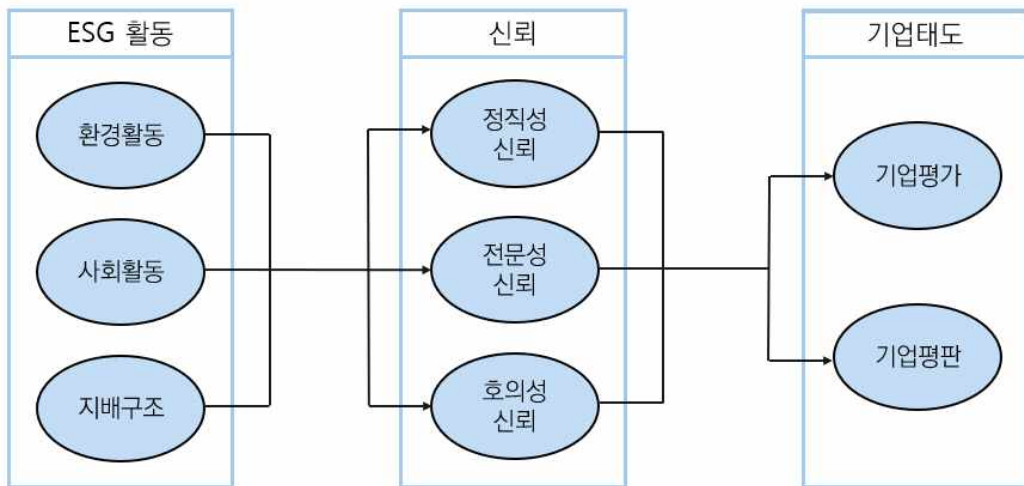 ESG 활동
환경활동
사회활동
지배구조
신뢰
정직성
신뢰
전문성
신뢰
호의성
신뢰
기업태도
기업평가
기업평판